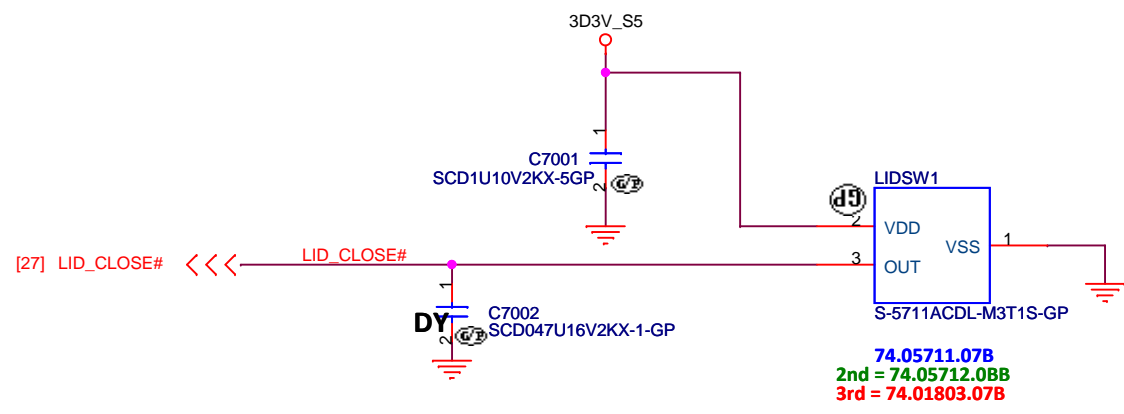 3D3V_S5
1
C7001
SCD1U10V2KX-5GP
2
G/P
GP
LIDSW1
2
VDD
VSS
1
[27] LID_CLOSE#
LID_CLOSE#
3
OUT
1
DY
C7002
SCD047U16V2KX-1-GP
2
G/P
S-5711ACDL-M3T1S-GP
74.05711.07B
2nd = 74.05712.0BB
3rd = 74.01803.07B